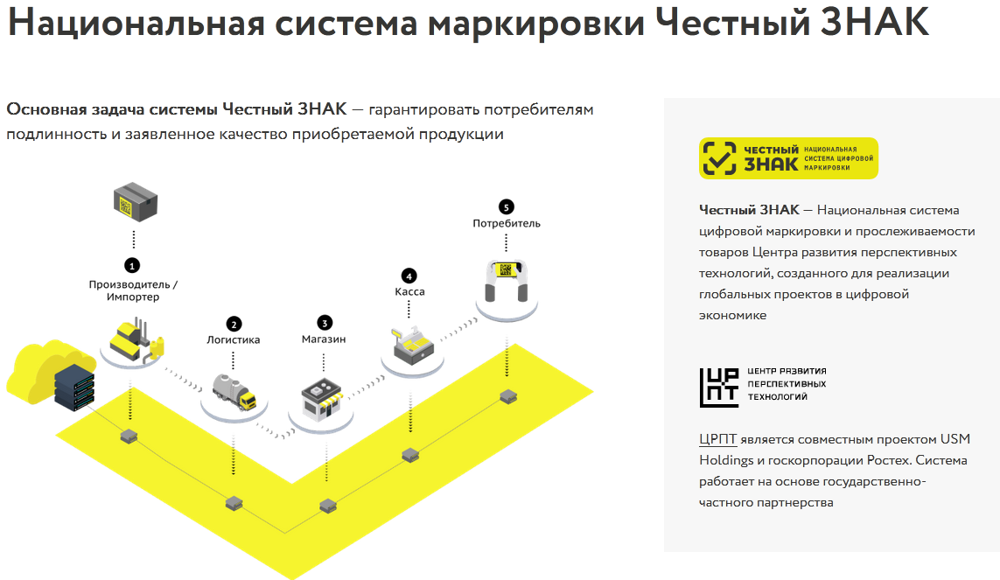 Национальная система маркировки Честный ЗНАК
Основная задача системы Честный ЗНАК — гарантировать потребителям
подлинность и заявленное качество приобретаемой продукции
1
Производитель /
Импортер
2
Логистика
3
Магазин
4
Касса
5
Потребитель
ЧЕСТНЫЙ
ЗНАК
НАЦИОНАЛЬНАЯ
СИСТЕМА ЦИФРОВОЙ
МАРКИРОВКИ
Честный ЗНАК — Национальная система
цифровой маркировки и прослеживаемости
товаров Центра развития перспективных
технологий, созданного для реализации
глобальных проектов в цифровой
экономике
ЦРПТ
ЦЕНТР РАЗВИТИЯ
ПЕРСПЕКТИВНЫХ
ТЕХНОЛОГИЙ
ЦРПТ является совместным проектом USM
Holdings и госкорпорации Ростех. Система
работает на основе государственно-
частного партнерства